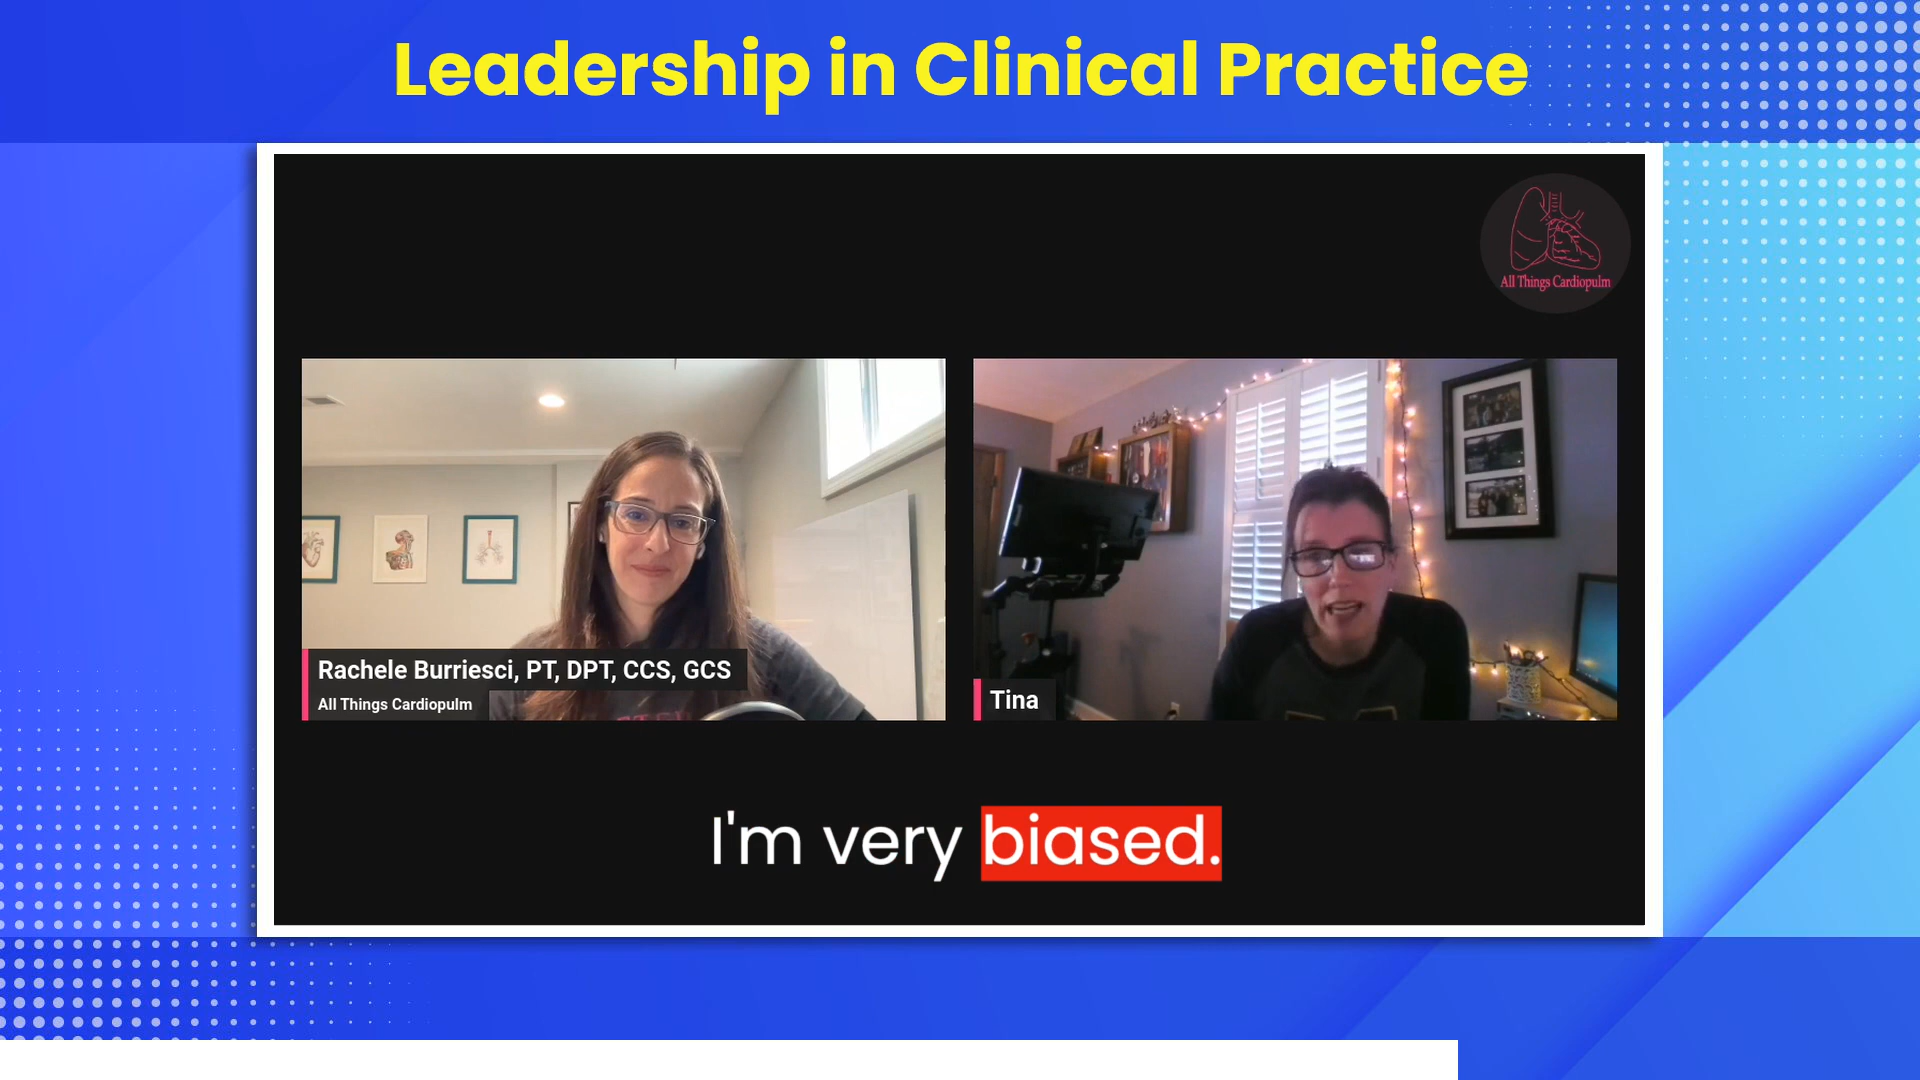 Leadership in Clinical Practice
All Things Cardiopulm
Rachele Burriesci, PT, DPT, CCS, GCS
All Things Cardiopulm
Tina
I'm very biased.